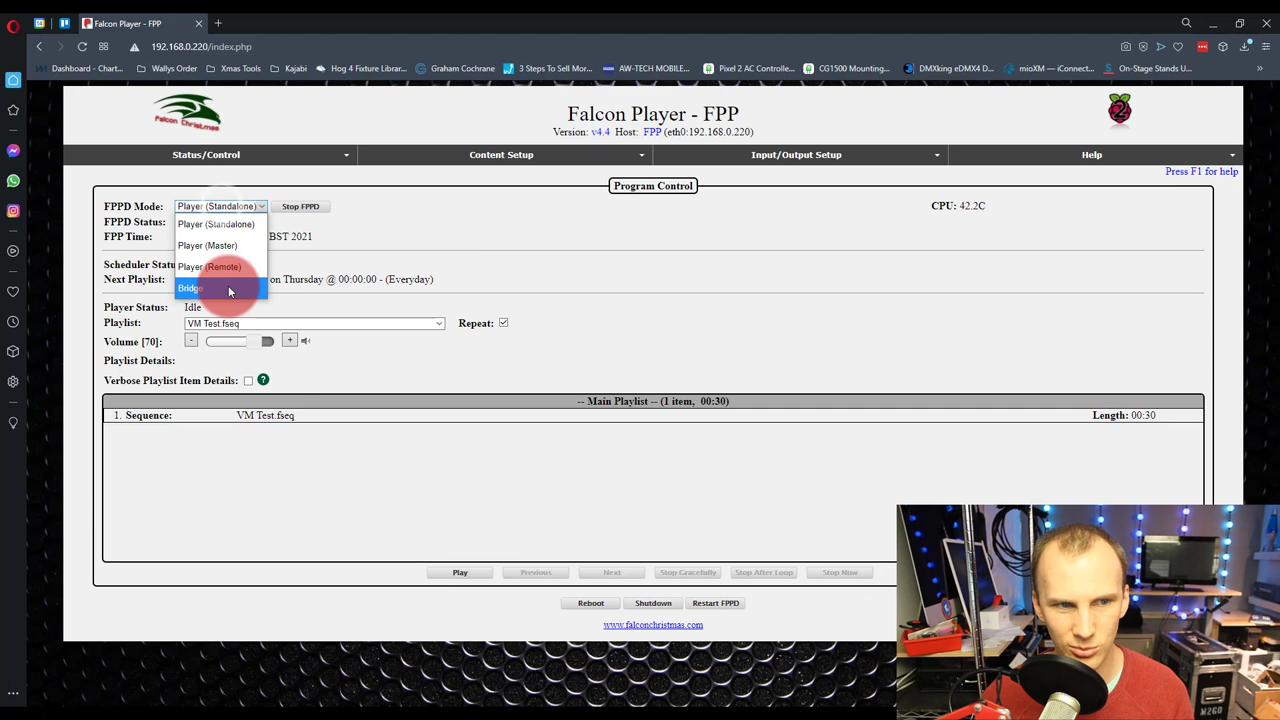 Falcon Player - FPP
192.168.0.220/index.php
Dashboard - Chart... Wallys Order Xmas Tools Kajabi Hog 4 Fixture Librar... Graham Cochrane 3 Steps To Sell Mor... AW-TECH MOBILE... Pixel 2 AC Controlle... CG1500 Mounting... DMXking eDMX4 D... mioXM — iConnect... On-Stage Stands U...
Falcon Christmas
Falcon Player - FPP
Version: v4.4 Host: FPP (eth0:192.168.0.220)
2
Status/Control Content Setup Input/Output Setup Help
Press F1 for help
Program Control
FPPD Mode: Player (Standalone) Stop FPPD CPU: 42.2C
FPPD Status: Player (Standalone)
FPP Time: BST 2021
Player (Master)
Scheduler Statu
Player (Remote)
Next Playlist: on Thursday @ 00:00:00 - (Everyday)
Bridge
Player Status: Idle
Playlist: VM Test.fseq Repeat:
Volume [70]: - +
Playlist Details:
Verbose Playlist Item Details: ?
-- Main Playlist -- (1 item, 00:30)
1. Sequence: VM Test.fseq Length: 00:30
Play Previous Next Stop Gracefully Stop After Loop Stop Now
Reboot Shutdown Restart FPPD
www.falconchristmas.com